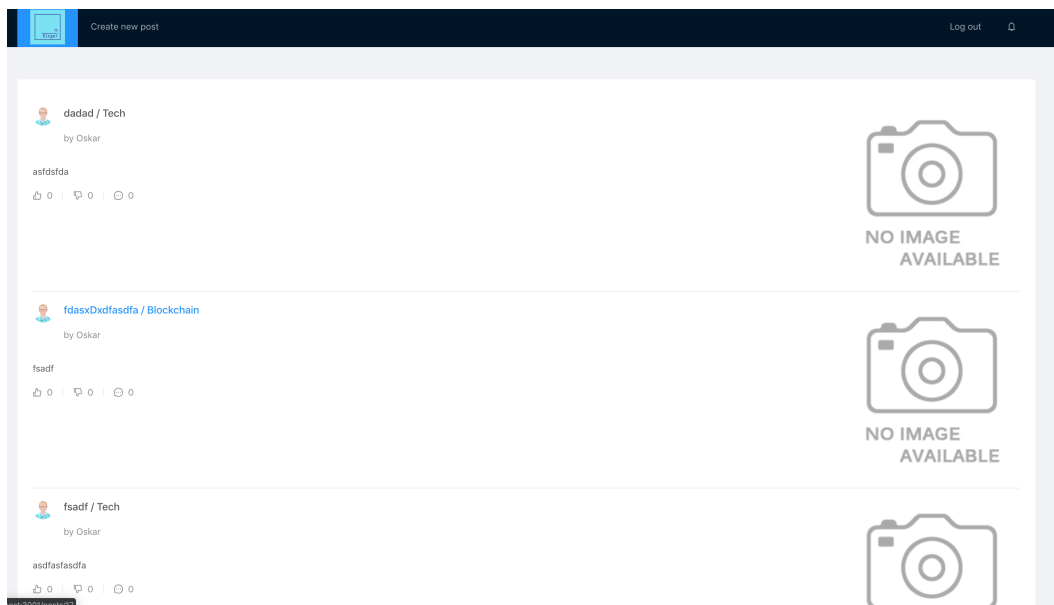 Create new post
Log out
dadad / Tech
by Oskar
asfdsfda
0 0 0
NO IMAGE
AVAILABLE
fdasxDxdfasdfa / Blockchain
by Oskar
fsadf
0 0 0
NO IMAGE
AVAILABLE
fsadf / Tech
by Oskar
asdfasfasdfa
0 0 0